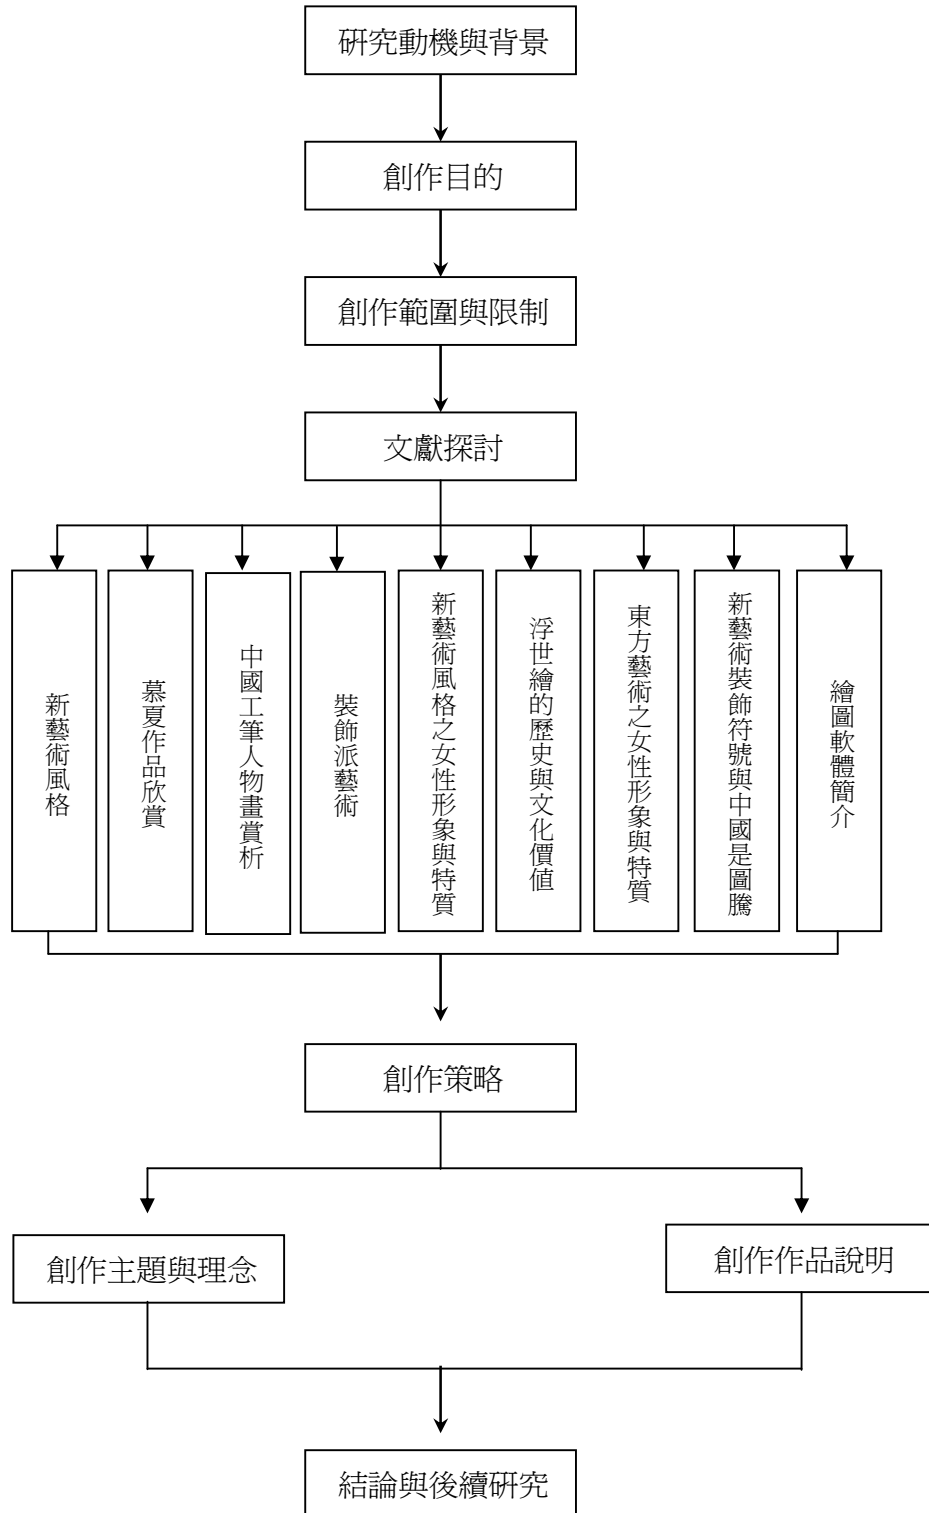 研究動機與背景
創作目的
創作範圍與限制
文獻探討
新藝術風格
慕夏作品欣賞
中國工筆人物畫賞析
裝飾派藝術
新藝術風格之女性形象與特質
浮世繪的歷史與文化價值
東方藝術之女性形象與特質
新藝術裝飾符號與中國是圖騰
繪圖軟體簡介
創作策略
創作主題與理念
創作作品說明
結論與後續研究